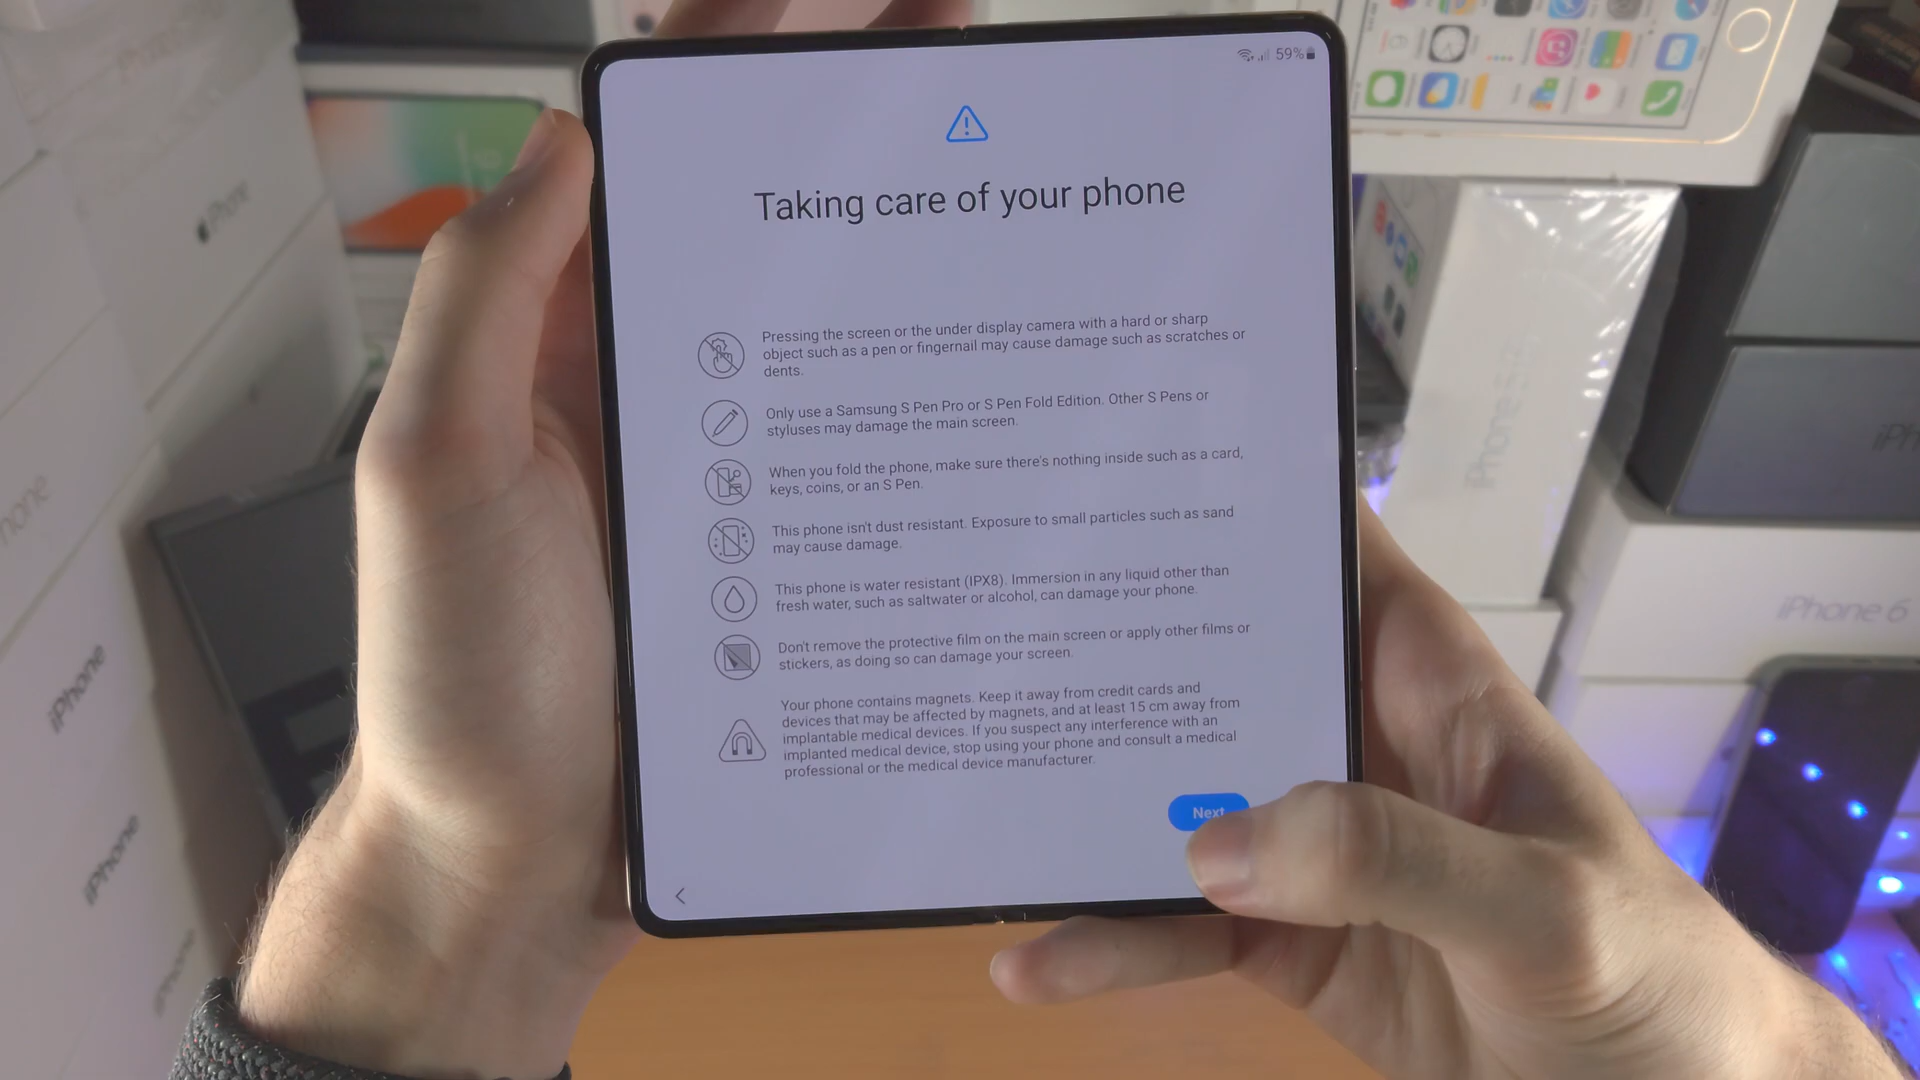 59%
Taking care of your phone
Pressing the screen or the under display camera with a hard or sharp
object such as a pen or fingernail may cause damage such as scratches or
dents.
Only use a Samsung S Pen Pro or S Pen Fold Edition. Other S Pens or
styluses may damage the main screen.
When you fold the phone, make sure there's nothing inside such as a card,
keys, coins, or an S Pen.
This phone isn't dust resistant. Exposure to small particles such as sand
may cause damage.
This phone is water resistant (IPX8). Immersion in any liquid other than
fresh water, such as saltwater or alcohol, can damage your phone.
Don't remove the protective film on the main screen or apply other films or
stickers, as doing so can damage your screen.
Your phone contains magnets. Keep it away from credit cards and
devices that may be affected by magnets, and at least 15 cm away from
implantable medical devices. If you suspect any interference with an
implanted medical device, stop using your phone and consult a medical
professional or the medical device manufacturer.
Next
iPhone
iPhone
iPhone
iPhone
iPhone 6